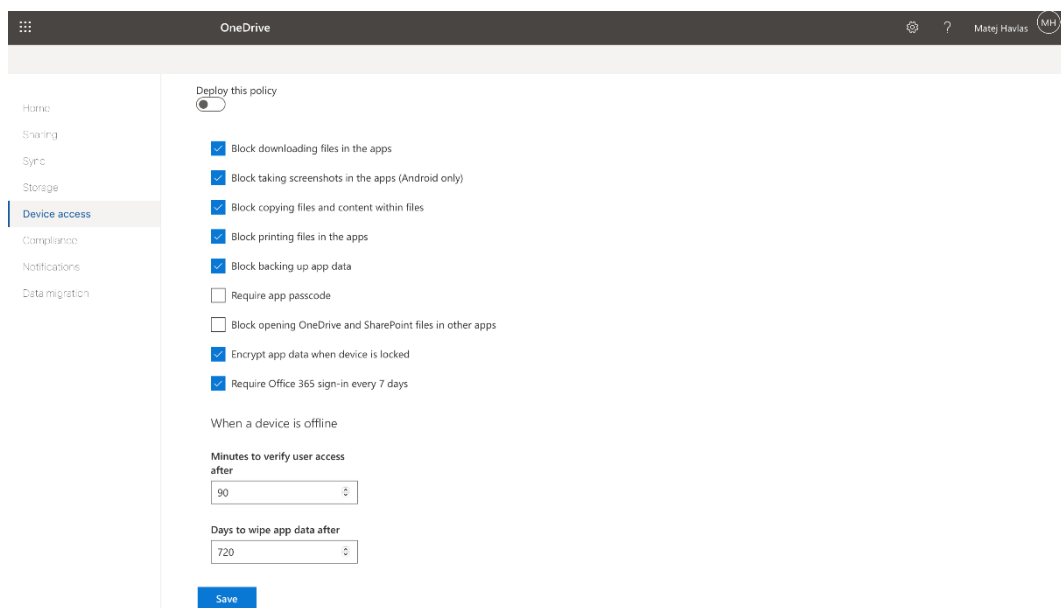 OneDrive
?
Matej Havlas
MH
Home
Sharing
Sync
Storage
Device access
Compliance
Notifications
Data migration
Deploy this policy
Block downloading files in the apps
Block taking screenshots in the apps (Android only)
Block copying files and content within files
Block printing files in the apps
Block backing up app data
Require app passcode
Block opening OneDrive and SharePoint files in other apps
Encrypt app data when device is locked
Require Office 365 sign-in every 7 days
When a device is offline
Minutes to verify user access
after
90
Days to wipe app data after
720
Save